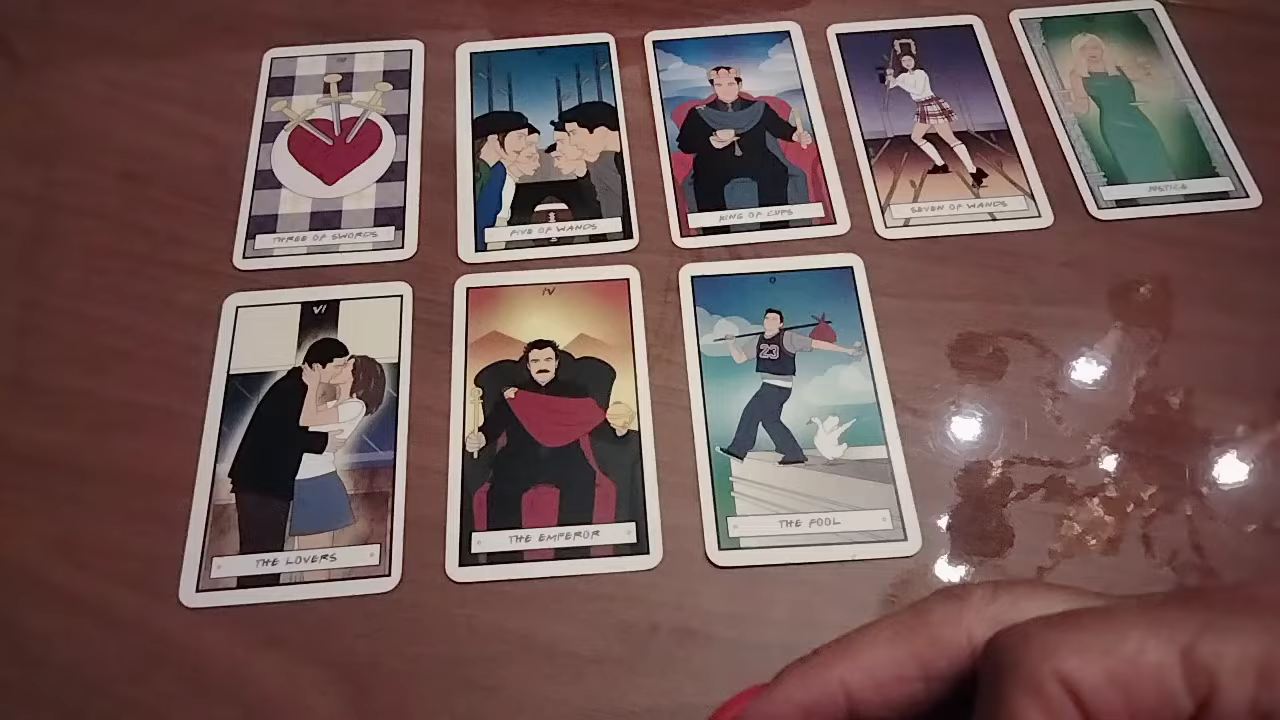 III
THREE OF SWORDS
FIVE OF WANDS
KING OF CUPS
SEVEN OF WANDS
JUSTICE
VI
THE LOVERS
IV
THE EMPEROR
0
23
THE FOOL